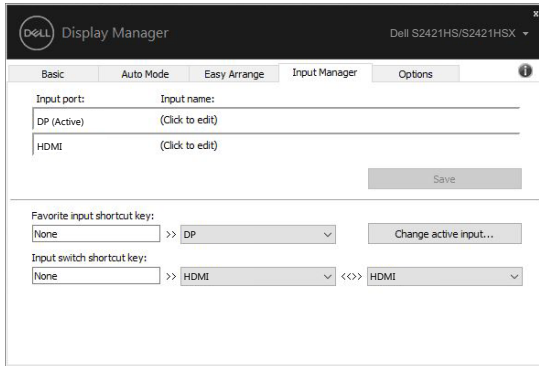 x
DELL Display Manager
Dell S2421HS/S2421HSX
Basic Auto Mode Easy Arrange Input Manager Options i
Input port: Input name:
DP (Active) (Click to edit)
HDMI (Click to edit)
Save
Favorite input shortcut key:
None >> DP Change active input...
Input switch shortcut key:
None >> HDMI <<>> HDMI